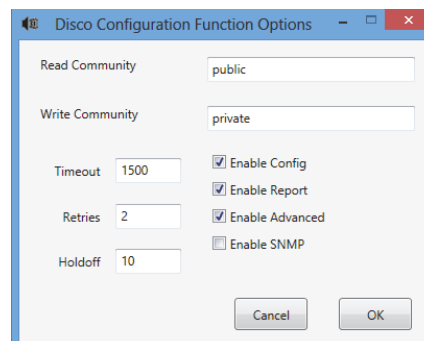 Disco Configuration Function Options
Read Community
public
Write Community
private
Timeout 1500
Enable Config
Enable Report
Retries 2
Enable Advanced
Enable SNMP
Holdoff 10
Cancel OK